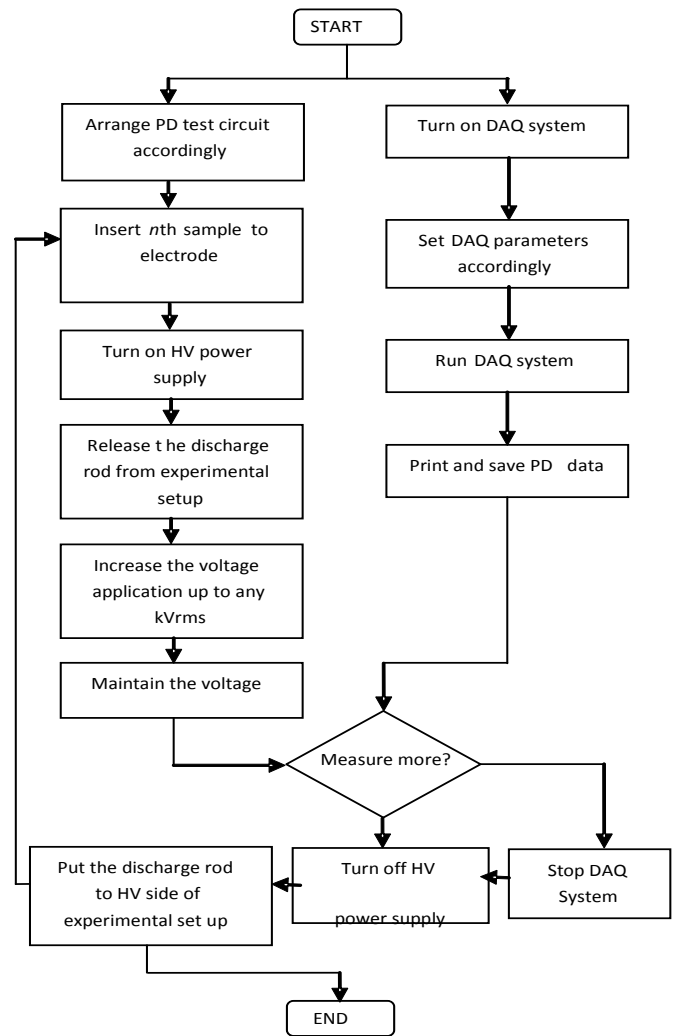 START
Arrange PD test circuit
accordingly
Turn on DAQ system
Insert nth sample to
electrode
Set DAQ parameters
accordingly
Turn on HV power
supply
Run DAQ system
Release the discharge
rod from experimental
setup
Print and save PD data
Increase the voltage
application up to any
kVrms
Maintain the voltage
Measure more?
Put the discharge rod
to HV side of
experimental set up
Turn off HV
power supply
Stop DAQ
System
END